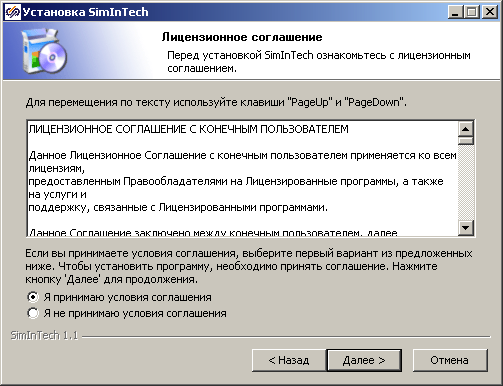 Установка SimInTech
Лицензионное соглашение
Перед установкой SimInTech ознакомьтесь с лицензионным
соглашением.
Для перемещения по тексту используйте клавиши "PageUp" и "PageDown".
ЛИЦЕНЗИОННОЕ СОГЛАШЕНИЕ С КОНЕЧНЫМ ПОЛЬЗОВАТЕЛЕМ
Данное Лицензионное Соглашение с конечным пользователем применяется ко всем
лицензиям,
предоставленным Правообладателями на Лицензированные программы, а также
на услуги и
поддержку, связанные с Лицензированными программами.
Данное Соглашение заключено между конечным пользователем, далее
Если вы принимаете условия соглашения, выберите первый вариант из предложенных
ниже. Чтобы установить программу, необходимо принять соглашение. Нажмите
кнопку 'Далее' для продолжения.
Я принимаю условия соглашения
Я не принимаю условия соглашения
SimInTech 1.1
< Назад
Далее >
Отмена